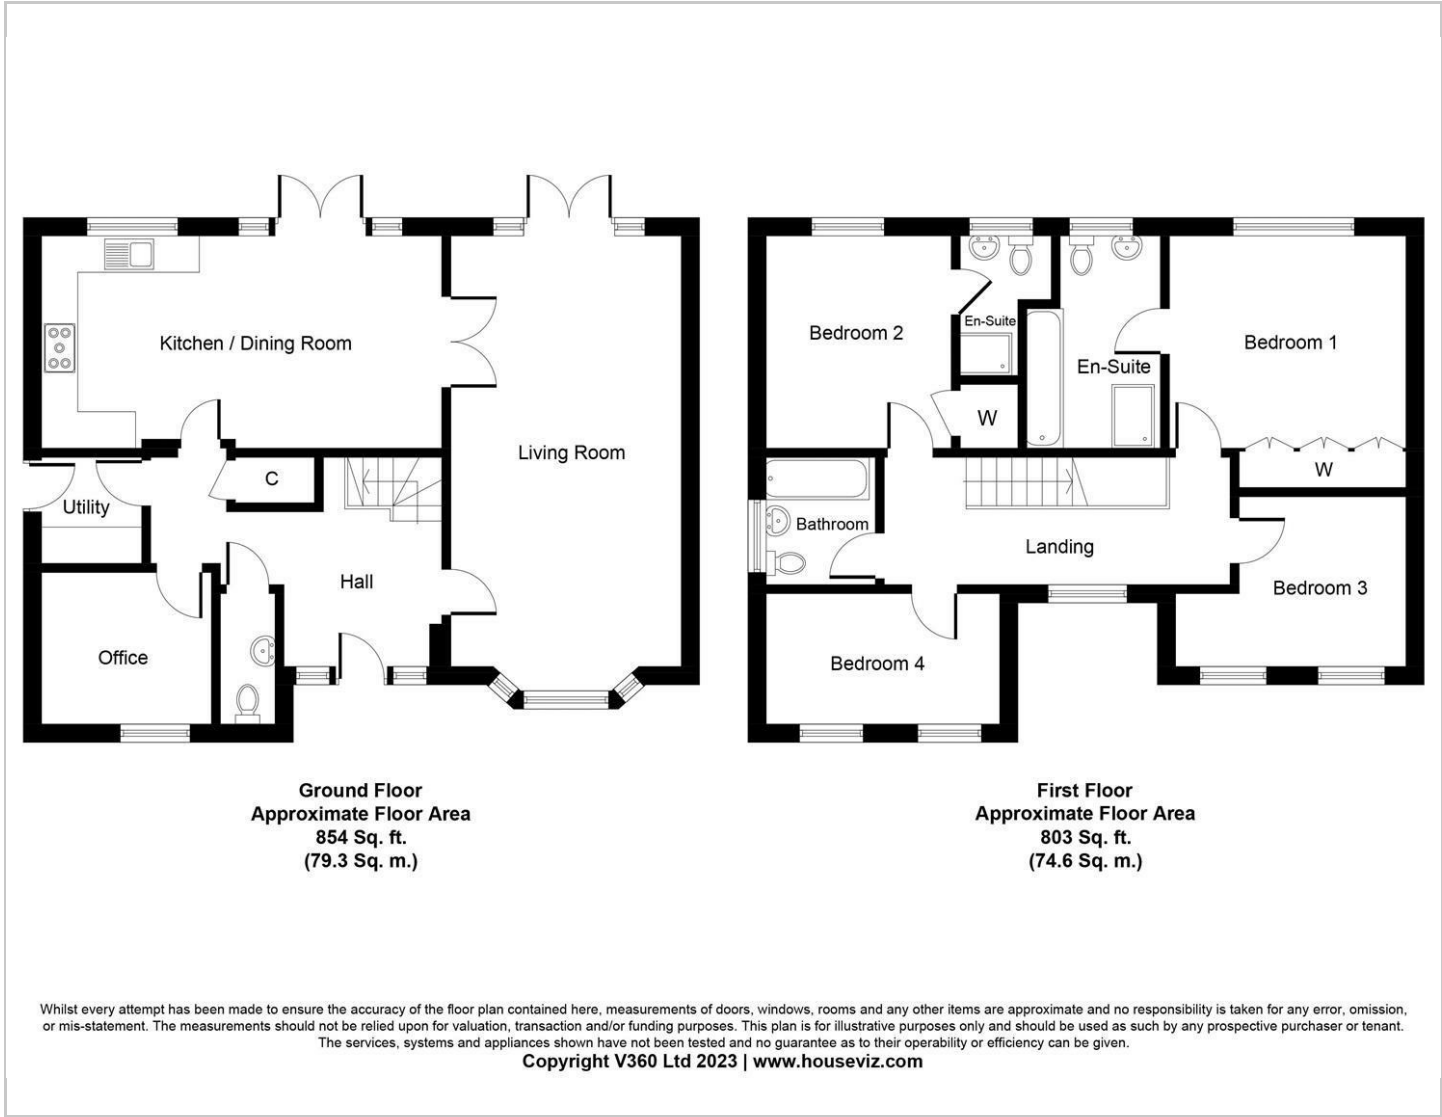 Kitchen / Dining Room
Living Room
C
Utility
Hall
Office
Bedroom 2
En-Suite
En-Suite
Bedroom 1
W
W
Bathroom
Landing
Bedroom 3
Bedroom 4
Ground Floor
Approximate Floor Area
854 Sq. ft.
(79.3 Sq. m.)
First Floor
Approximate Floor Area
803 Sq. ft.
(74.6 Sq. m.)
Whilst every attempt has been made to ensure the accuracy of the floor plan contained here, measurements of doors, windows, rooms and any other items are approximate and no responsibility is taken for any error, omission,
or mis-statement. The measurements should not be relied upon for valuation, transaction and/or funding purposes. This plan is for illustrative purposes only and should be used as such by any prospective purchaser or tenant.
The services, systems and appliances shown have not been tested and no guarantee as to their operability or efficiency can be given.
Copyright V360 Ltd 2023 | www.houseviz.com